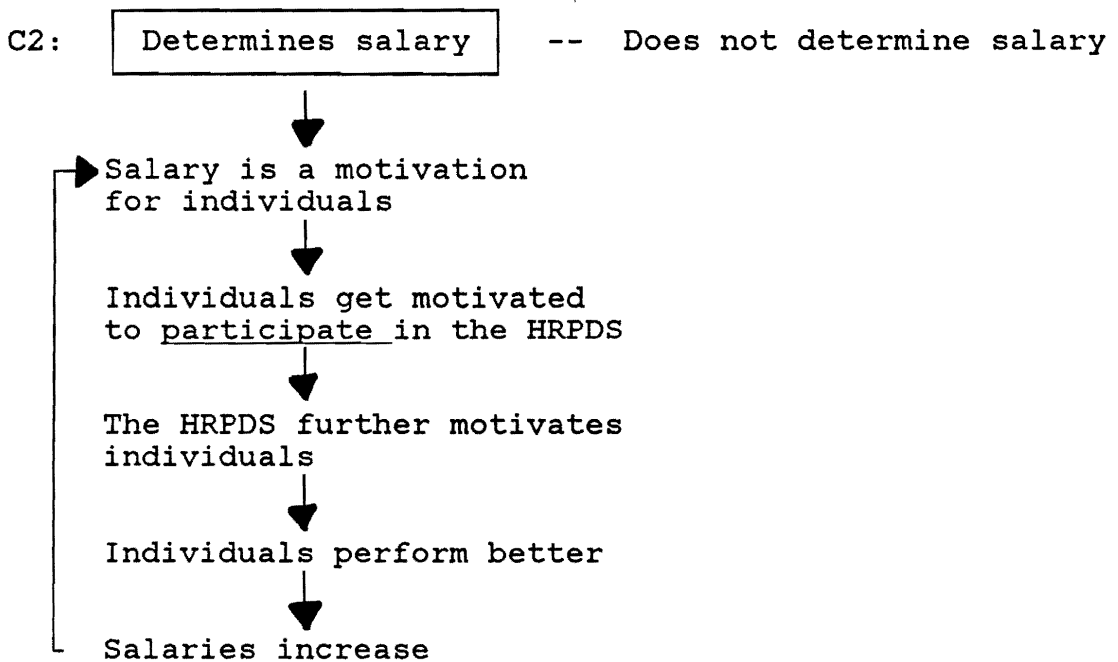 C2: Determines salary -- Does not determine salary
Salary is a motivation
for individuals
Individuals get motivated
to participate in the HRPDS
The HRPDS further motivates
individuals
Individuals perform better
Salaries increase